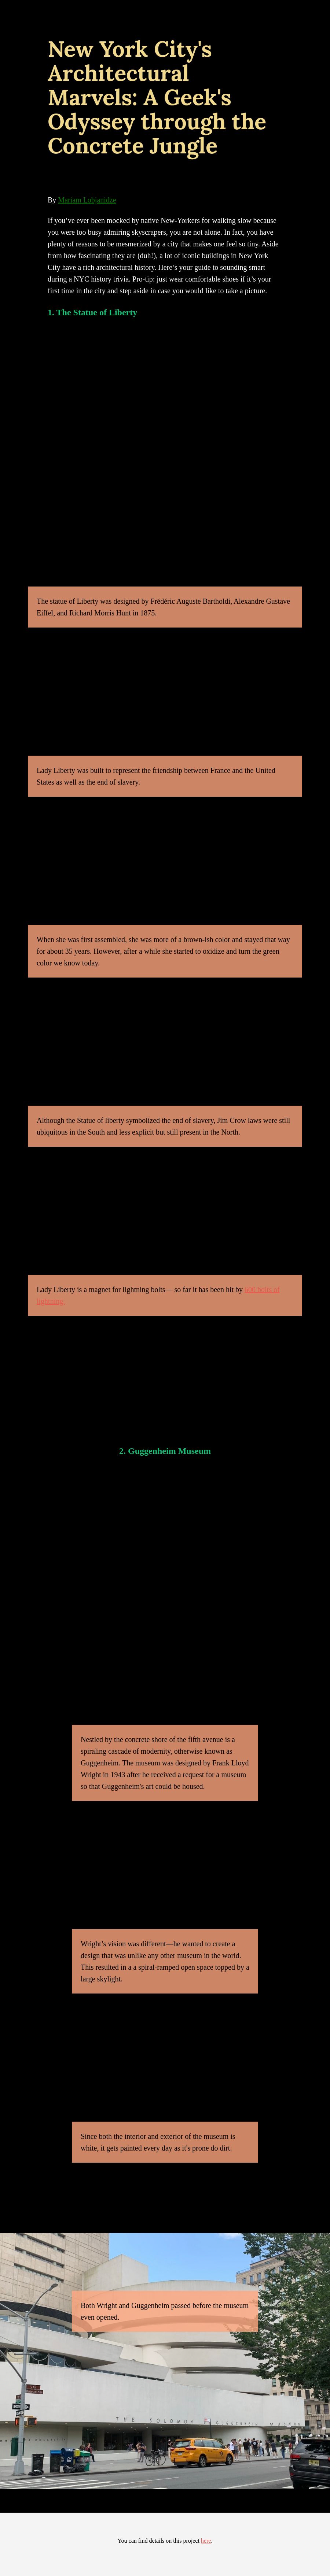 New York City's
Architectural
Marvels: A Geek's
Odyssey through the
Concrete Jungle
By Mariam Lobjanidze
If you’ve ever been mocked by native New-Yorkers for walking slow because
you were too busy admiring skyscrapers, you are not alone. In fact, you have
plenty of reasons to be mesmerized by a city that makes one feel so tiny. Aside
from how fascinating they are (duh!), a lot of iconic buildings in New York
City have a rich architectural history. Here’s your guide to sounding smart
during a NYC history trivia. Pro-tip: just wear comfortable shoes if it’s your
first time in the city and step aside in case you would like to take a picture.
1. The Statue of Liberty
The statue of Liberty was designed by Frédéric Auguste Bartholdi, Alexandre Gustave
Eiffel, and Richard Morris Hunt in 1875.
Lady Liberty was built to represent the friendship between France and the United
States as well as the end of slavery.
When she was first assembled, she was more of a brown-ish color and stayed that way
for about 35 years. However, after a while she started to oxidize and turn the green
color we know today.
Although the Statue of liberty symbolized the end of slavery, Jim Crow laws were still
ubiquitous in the South and less explicit but still present in the North.
Lady Liberty is a magnet for lightning bolts— so far it has been hit by 600 bolts of
lightning
2. Guggenheim Museum
Nestled by the concrete shore of the fifth avenue is a
spiraling cascade of modernity, otherwise known as
Guggenheim. The museum was designed by Frank Lloyd
Wright in 1943 after he received a request for a museum
so that Guggenheim's art could be housed.
Wright’s vision was different—he wanted to create a
design that was unlike any other museum in the world.
This resulted in a a spiral-ramped open space topped by a
large skylight.
Since both the interior and exterior of the museum is
white, it gets painted every day as it's prone do dirt.
Both Wright and Guggenheim passed before the museum
even opened.
THE SOLOMON R. GUGGENHEIM MUSEUM
You can find details on this project here.